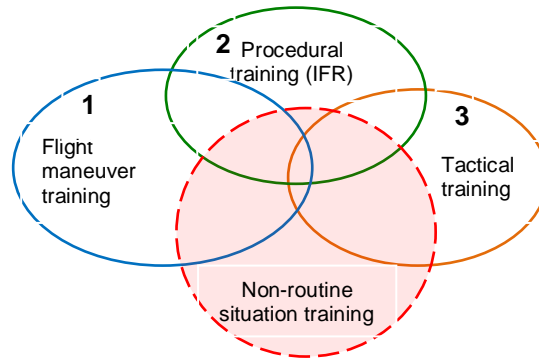 2 Procedural
training (IFR)
1
3
Flight
maneuver
training
Tactical
training
Non-routine
situation training